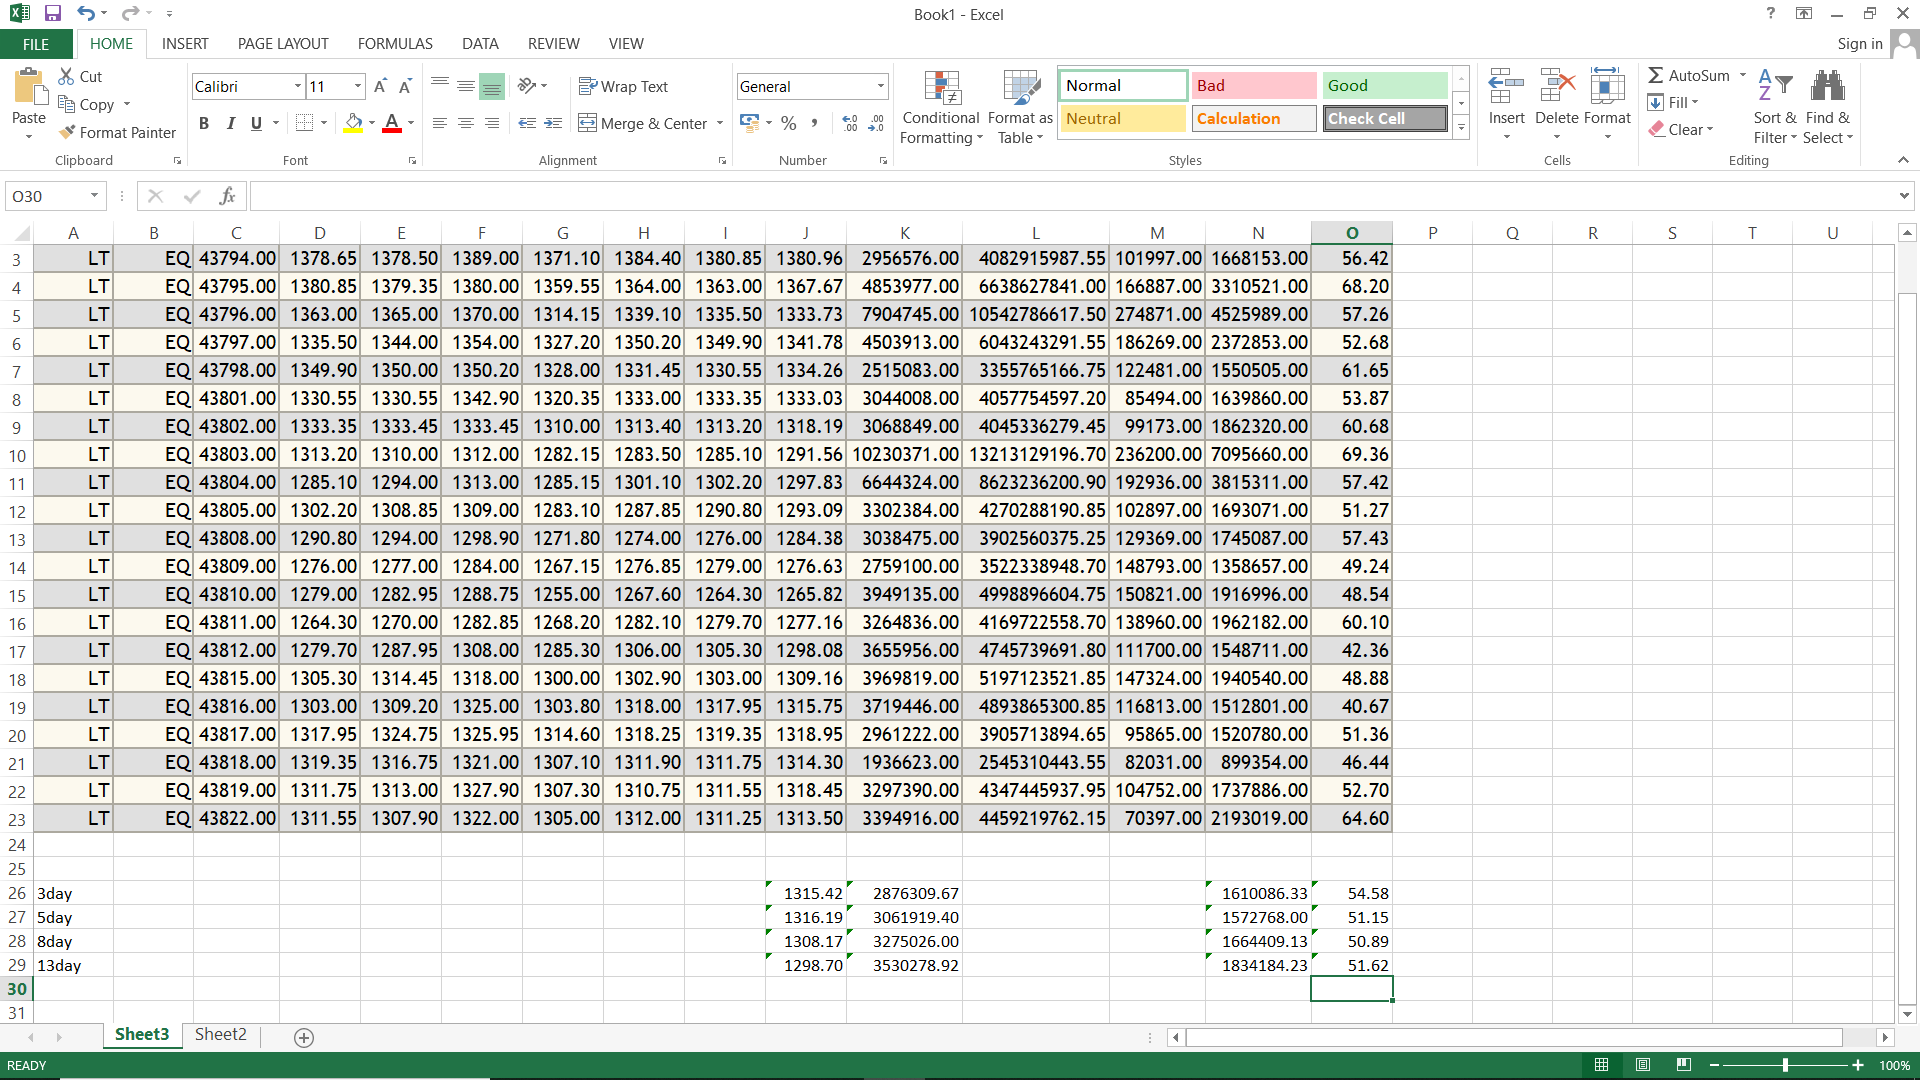 Book1 - Excel
?
FILE HOME INSERT PAGE LAYOUT FORMULAS DATA REVIEW VIEW Sign in
Paste Cut Copy Format Painter
Clipboard
Calibri 11 A A
B I U A
Font
Wrap Text
Merge & Center
Alignment
General
% ,
Number
Conditional Formatting Format as Table
Normal Bad Good
Neutral Calculation Check Cell
Styles
Insert Delete Format
Cells
AutoSum
Fill
Clear
Sort & Filter Find & Select
Editing
O30 fx
A B C D E F G H I J K L M N O P Q R S T U
3 LT EQ 43794.00 1378.65 1378.50 1389.00 1371.10 1384.40 1380.85 1380.96 2956576.00 4082915987.55 101997.00 1668153.00 56.42
4 LT EQ 43795.00 1380.85 1379.35 1380.00 1359.55 1364.00 1363.00 1367.67 4853977.00 6638627841.00 166887.00 3310521.00 68.20
5 LT EQ 43796.00 1363.00 1365.00 1370.00 1314.15 1339.10 1335.50 1333.73 7904745.00 10542786617.50 274871.00 4525989.00 57.26
6 LT EQ 43797.00 1335.50 1344.00 1354.00 1327.20 1350.20 1349.90 1341.78 4503913.00 6043243291.55 186269.00 2372853.00 52.68
7 LT EQ 43798.00 1349.90 1350.00 1350.20 1328.00 1331.45 1330.55 1334.26 2515083.00 3355765166.75 122481.00 1550505.00 61.65
8 LT EQ 43801.00 1330.55 1330.55 1342.90 1320.35 1333.00 1333.35 1333.03 3044008.00 4057754597.20 85494.00 1639860.00 53.87
9 LT EQ 43802.00 1333.35 1333.45 1333.45 1310.00 1313.40 1313.20 1318.19 3068849.00 4045336279.45 99173.00 1862320.00 60.68
10 LT EQ 43803.00 1313.20 1310.00 1312.00 1282.15 1283.50 1285.10 1291.56 10230371.00 13213129196.70 236200.00 7095660.00 69.36
11 LT EQ 43804.00 1285.10 1294.00 1313.00 1285.15 1301.10 1302.20 1297.83 6644324.00 8623236200.90 192936.00 3815311.00 57.42
12 LT EQ 43805.00 1302.20 1308.85 1309.00 1283.10 1287.85 1290.80 1293.09 3302384.00 4270288190.85 102897.00 1693071.00 51.27
13 LT EQ 43808.00 1290.80 1294.00 1298.90 1271.80 1274.00 1276.00 1284.38 3038475.00 3902560375.25 129369.00 1745087.00 57.43
14 LT EQ 43809.00 1276.00 1277.00 1284.00 1267.15 1276.85 1279.00 1276.63 2759100.00 3522338948.70 148793.00 1358657.00 49.24
15 LT EQ 43810.00 1279.00 1282.95 1288.75 1255.00 1267.60 1264.30 1265.82 3949135.00 4998896604.75 150821.00 1916996.00 48.54
16 LT EQ 43811.00 1264.30 1270.00 1282.85 1268.20 1282.10 1279.70 1277.16 3264836.00 4169722558.70 138960.00 1962182.00 60.10
17 LT EQ 43812.00 1279.70 1287.95 1308.00 1285.30 1306.00 1305.30 1298.08 3655956.00 4745739691.80 111700.00 1548711.00 42.36
18 LT EQ 43815.00 1305.30 1314.45 1318.00 1300.00 1302.90 1303.00 1309.16 3969819.00 5197123521.85 147324.00 1940540.00 48.88
19 LT EQ 43816.00 1303.00 1309.20 1325.00 1303.80 1318.00 1317.95 1315.75 3719446.00 4893865300.85 116813.00 1512801.00 40.67
20 LT EQ 43817.00 1317.95 1324.75 1325.95 1314.60 1318.25 1319.35 1318.95 2961222.00 3905713894.65 95865.00 1520780.00 51.36
21 LT EQ 43818.00 1319.35 1316.75 1321.00 1307.10 1311.90 1311.75 1314.30 1936623.00 2545310443.55 82031.00 899354.00 46.44
22 LT EQ 43819.00 1311.75 1313.00 1327.90 1307.30 1310.75 1311.55 1318.45 3297390.00 4347445937.95 104752.00 1737886.00 52.70
23 LT EQ 43822.00 1311.55 1307.90 1322.00 1305.00 1312.00 1311.25 1313.50 3394916.00 4459219762.15 70397.00 2193019.00 64.60
24
25
26 3day 1315.42 2876309.67 1610086.33 54.58
27 5day 1316.19 3061919.40 1572768.00 51.15
28 8day 1308.17 3275026.00 1664409.13 50.89
29 13day 1298.70 3530278.92 1834184.23 51.62
30
31
Sheet3 Sheet2
READY 100%